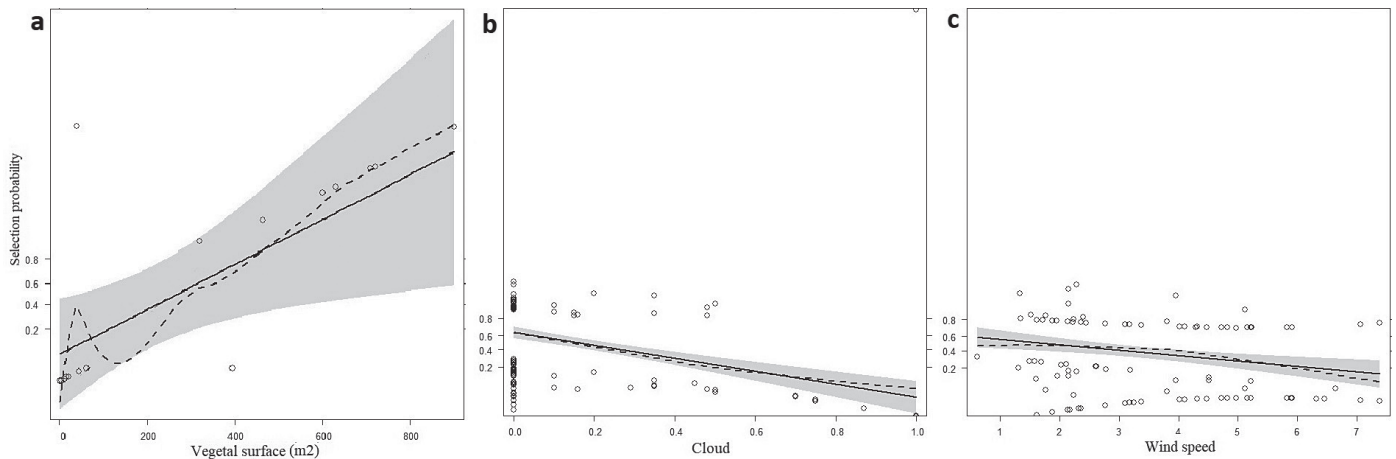 a
b
c
Selection probability
0.8
0.6
0.4
0.2
0 200 400 600 800
Vegetal surface (m2)
0.8
0.6
0.4
0.2
0.0 0.2 0.4 0.6 0.8 1.0
Cloud
0.8
0.6
0.4
0.2
1 2 3 4 5 6 7
Wind speed